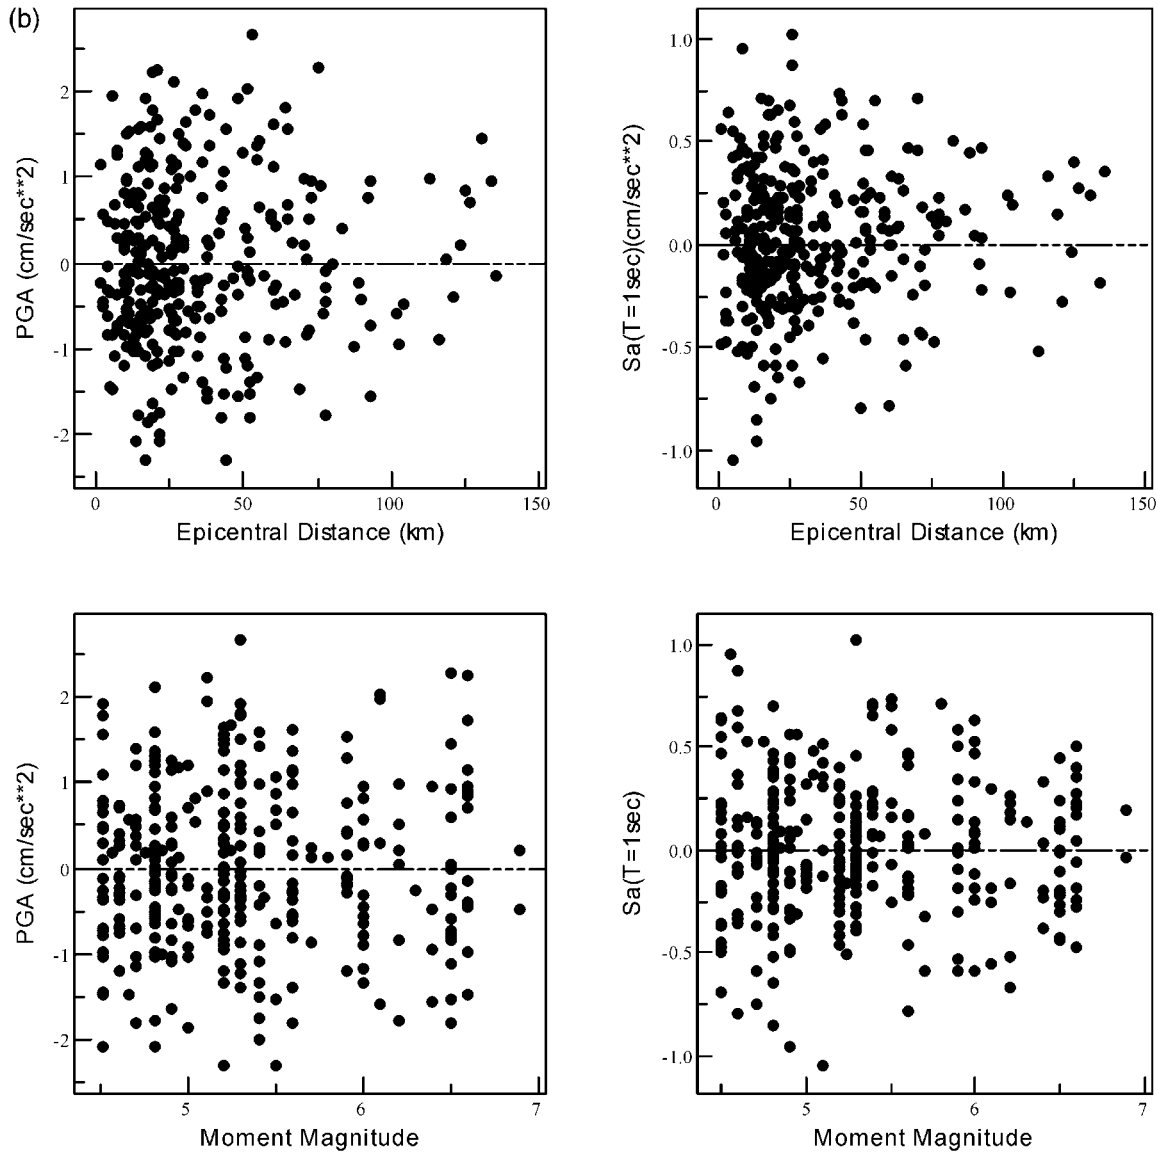 (b)
PGA (cm/sec**2)
2
1
0
-1
-2
0 50 100 150
Epicentral Distance (km)
Sa(T=1sec)(cm/sec**2)
1.0
0.5
0.0
-0.5
-1.0
0 50 100 150
Epicentral Distance (km)
PGA (cm/sec**2)
2
1
0
-1
-2
5 6 7
Moment Magnitude
Sa(T=1sec)
1.0
0.5
0.0
-0.5
-1.0
5 6 7
Moment Magnitude